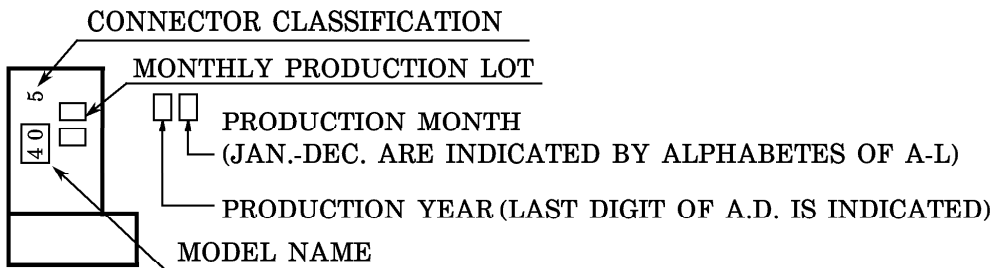 CONNECTOR CLASSIFICATION
MONTHLY PRODUCTION LOT
5
PRODUCTION MONTH
40
(JAN.-DEC. ARE INDICATED BY ALPHABETES OF A-L)
PRODUCTION YEAR (LAST DIGIT OF A.D. IS INDICATED)
MODEL NAME